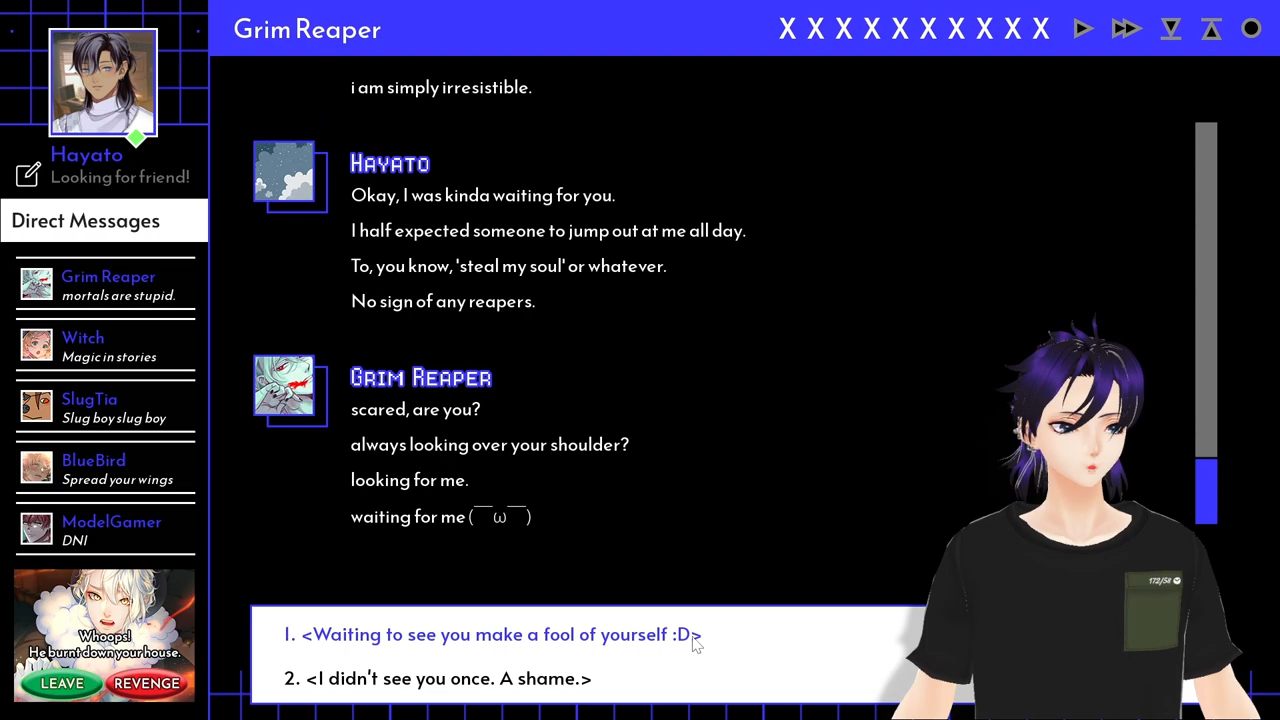 Grim Reaper
X X X X X X X X X X
Hayato
Looking for friend!
Direct Messages
Grim Reaper
mortals are stupid.
Witch
Magic in stories
SlugTia
Slug boy slug boy
BlueBird
Spread your wings
ModelGamer
DNI
Whoops!
He burnt down your house.
LEAVE
REVENGE
i am simply irresistible.
HAYATO
Okay, I was kinda waiting for you.
I half expected someone to jump out at me all day.
To, you know, 'steal my soul' or whatever.
No sign of any reapers.
GRIM REAPER
scared, are you?
always looking over your shoulder?
looking for me.
waiting for me (￣ω￣)
1. <Waiting to see you make a fool of yourself :D>
2. <I didn't see you once. A shame.>
172/58